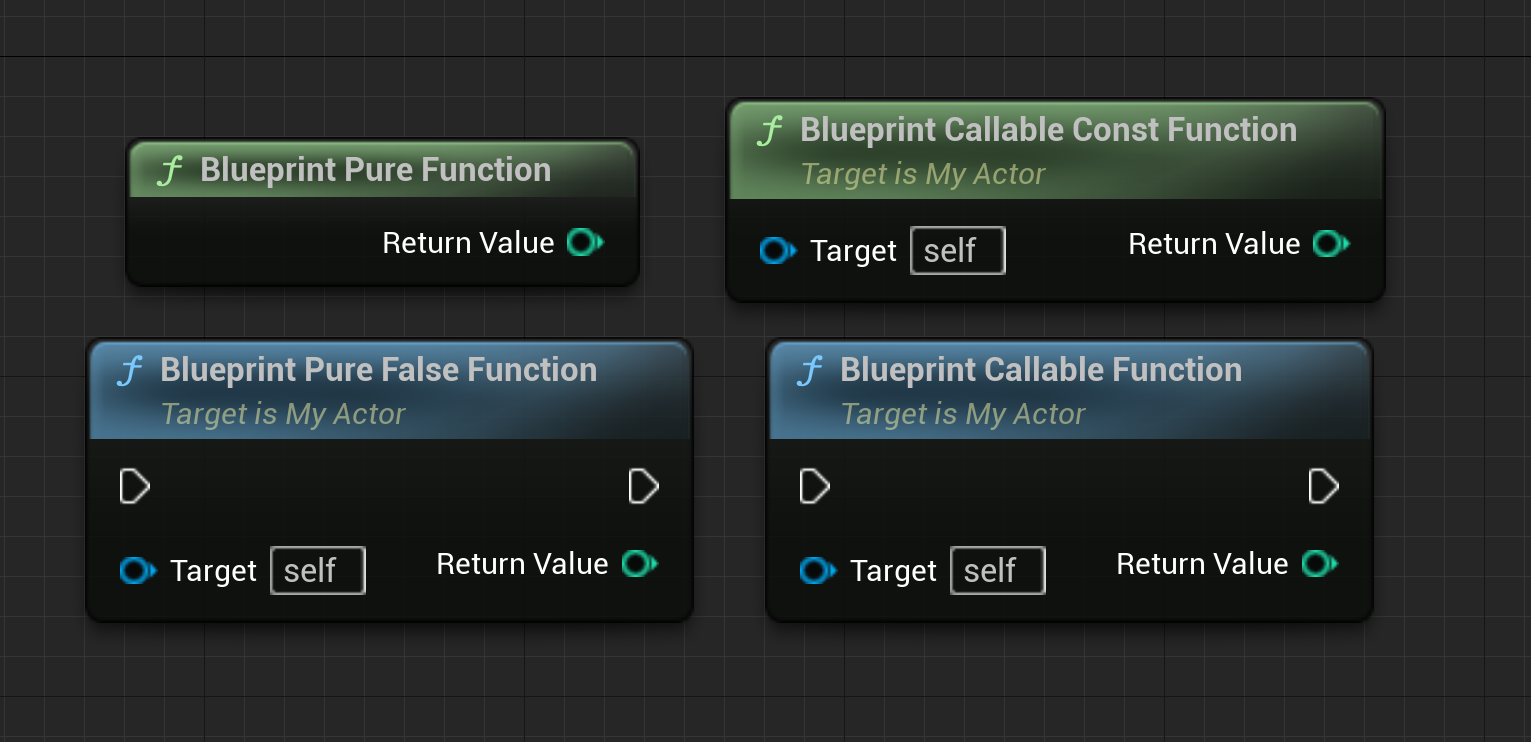 f Blueprint Pure Function
Return Value
f Blueprint Callable Const Function
Target is My Actor
Target self
Return Value
f Blueprint Pure False Function
Target is My Actor
Target self
Return Value
f Blueprint Callable Function
Target is My Actor
Target self
Return Value